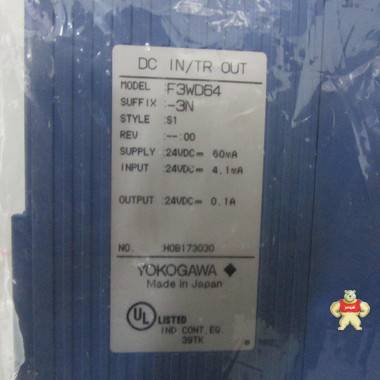 DC IN/TR OUT
MODEL :F3WD64
SUFFIX :-3N
STYLE :S1
REV :--:00
SUPPLY :24VDC⎓ 60mA
INPUT :24VDC⎓ 4.1mA
OUTPUT :24VDC⎓ 0.1A
NO. H0B173030
YOKOGAWA
Made in Japan
UL LISTED
IND CONT.EQ.
39TK